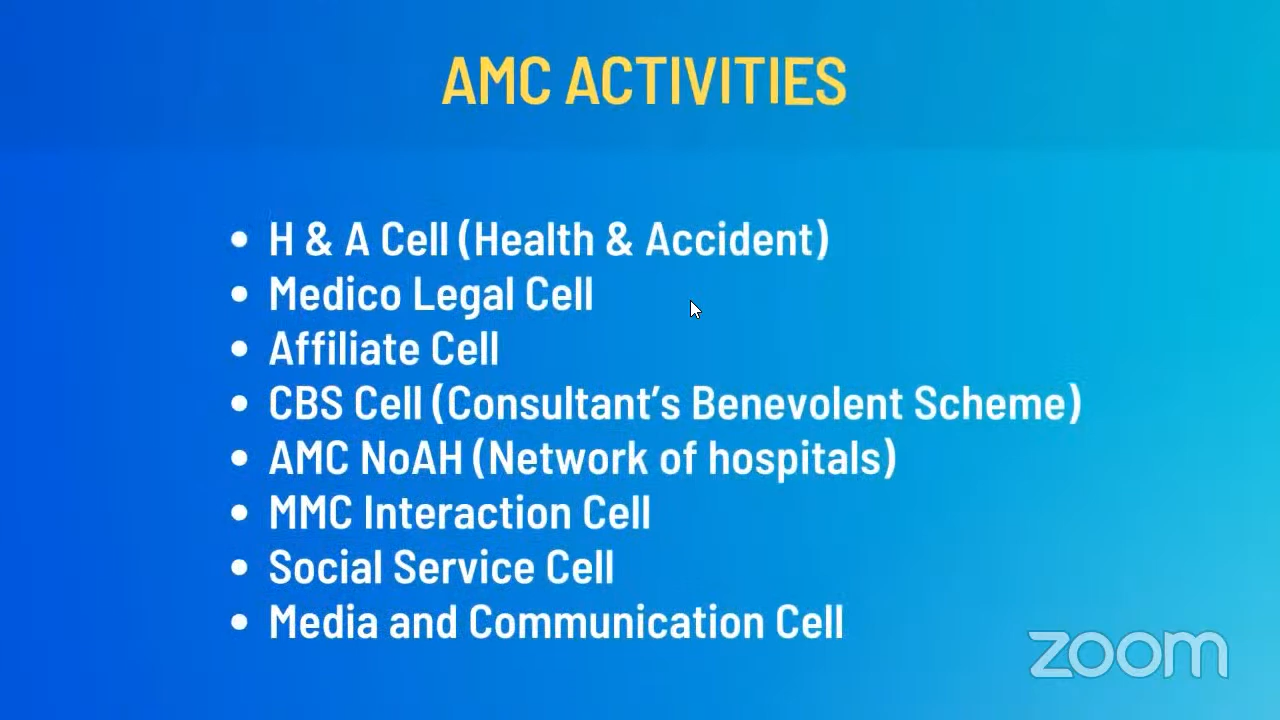 AMC ACTIVITIES
• H & A Cell (Health & Accident)
• Medico Legal Cell
• Affiliate Cell
• CBS Cell (Consultant’s Benevolent Scheme)
• AMC NoAH (Network of hospitals)
• MMC Interaction Cell
• Social Service Cell
• Media and Communication Cell
zoom